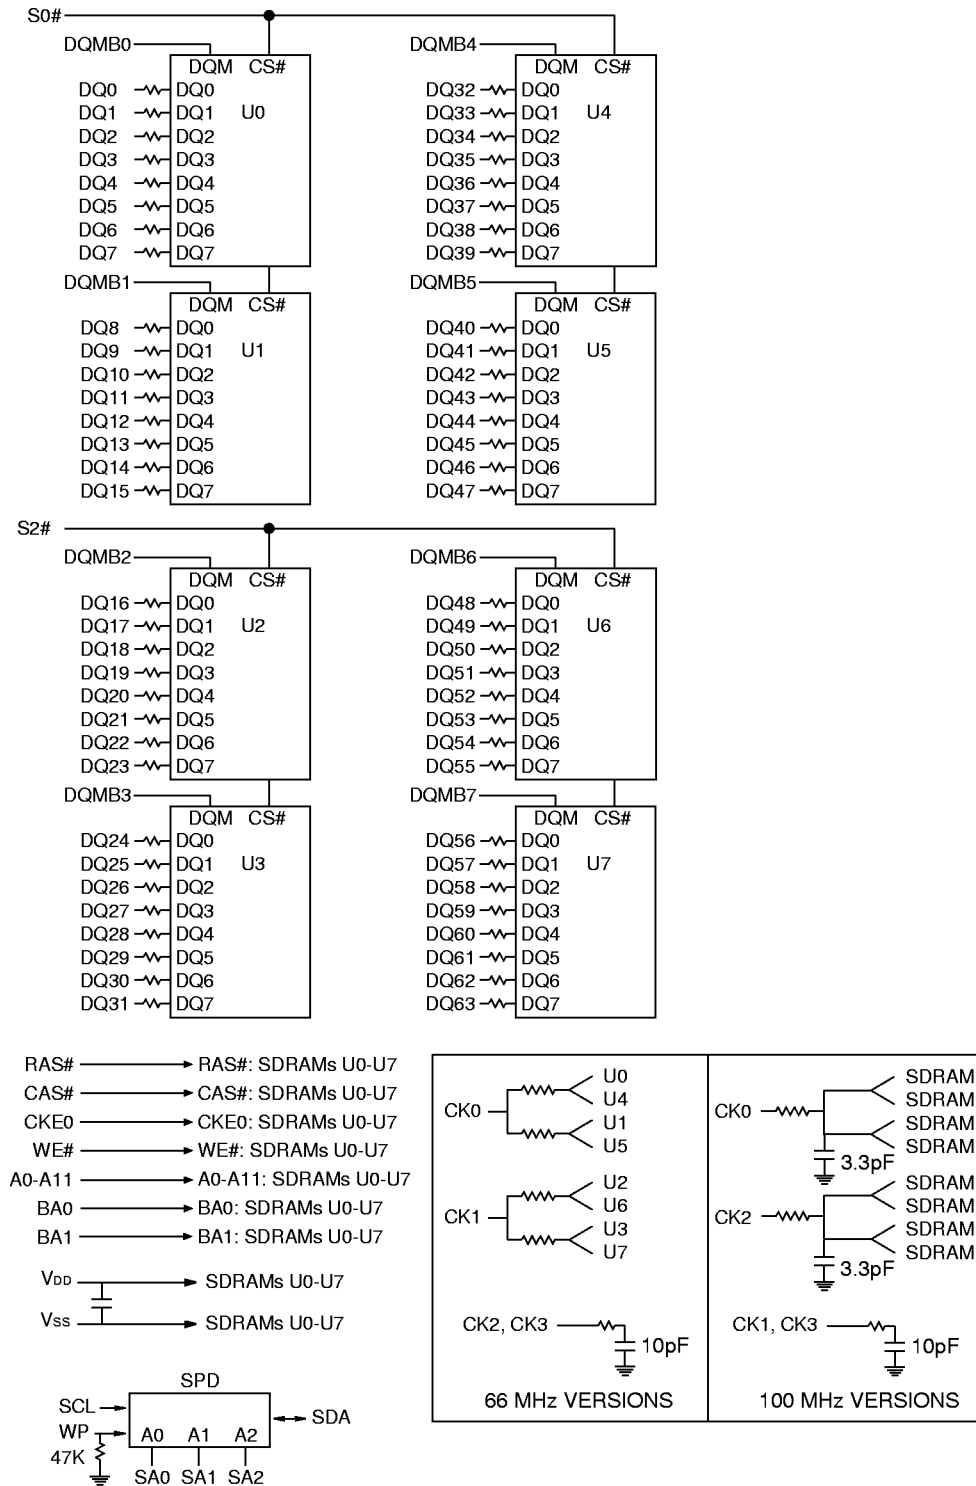 S0#
DQMB0 DQMB4
DQM CS# DQM CS#
DQ0 DQ0 DQ32 DQ0
DQ1 DQ1 U0 DQ33 DQ1 U4
DQ2 DQ2 DQ34 DQ2
DQ3 DQ3 DQ35 DQ3
DQ4 DQ4 DQ36 DQ4
DQ5 DQ5 DQ37 DQ5
DQ6 DQ6 DQ38 DQ6
DQ7 DQ7 DQ39 DQ7
DQMB1 DQMB5
DQM CS# DQM CS#
DQ8 DQ0 DQ40 DQ0
DQ9 DQ1 U1 DQ41 DQ1 U5
DQ10 DQ2 DQ42 DQ2
DQ11 DQ3 DQ43 DQ3
DQ12 DQ4 DQ44 DQ4
DQ13 DQ5 DQ45 DQ5
DQ14 DQ6 DQ46 DQ6
DQ15 DQ7 DQ47 DQ7
S2#
DQMB2 DQMB6
DQM CS# DQM CS#
DQ16 DQ0 DQ48 DQ0
DQ17 DQ1 U2 DQ49 DQ1 U6
DQ18 DQ2 DQ50 DQ2
DQ19 DQ3 DQ51 DQ3
DQ20 DQ4 DQ52 DQ4
DQ21 DQ5 DQ53 DQ5
DQ22 DQ6 DQ54 DQ6
DQ23 DQ7 DQ55 DQ7
DQMB3 DQMB7
DQM CS# DQM CS#
DQ24 DQ0 DQ56 DQ0
DQ25 DQ1 U3 DQ57 DQ1 U7
DQ26 DQ2 DQ58 DQ2
DQ27 DQ3 DQ59 DQ3
DQ28 DQ4 DQ60 DQ4
DQ29 DQ5 DQ61 DQ5
DQ30 DQ6 DQ62 DQ6
DQ31 DQ7 DQ63 DQ7
RAS# RAS#: SDRAMs U0-U7
CAS# CAS#: SDRAMs U0-U7
CKE0 CKE0: SDRAMs U0-U7
WE# WE#: SDRAMs U0-U7
A0-A11 A0-A11: SDRAMs U0-U7
BA0 BA0: SDRAMs U0-U7
BA1 BA1: SDRAMs U0-U7
VDD SDRAMs U0-U7
VSS SDRAMs U0-U7
SPD
SCL
WP
47K
A0 A1 A2
SDA
SA0 SA1 SA2
CK0
U0
U4
U1
U5
CK1
U2
U6
U3
U7
CK2, CK3
10pF
66 MHz VERSIONS
CK0
SDRAM
SDRAM
SDRAM
SDRAM
3.3pF
CK2
SDRAM
SDRAM
SDRAM
SDRAM
3.3pF
CK1, CK3
10pF
100 MHz VERSIONS